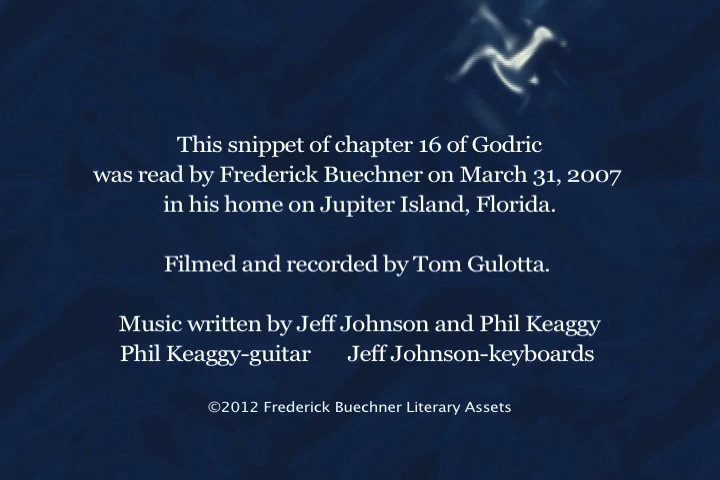 This snippet of chapter 16 of Godric
was read by Frederick Buechner on March 31, 2007
in his home on Jupiter Island, Florida.
Filmed and recorded by Tom Gulotta.
Music written by Jeff Johnson and Phil Keaggy
Phil Keaggy-guitar Jeff Johnson-keyboards
©2012 Frederick Buechner Literary Assets